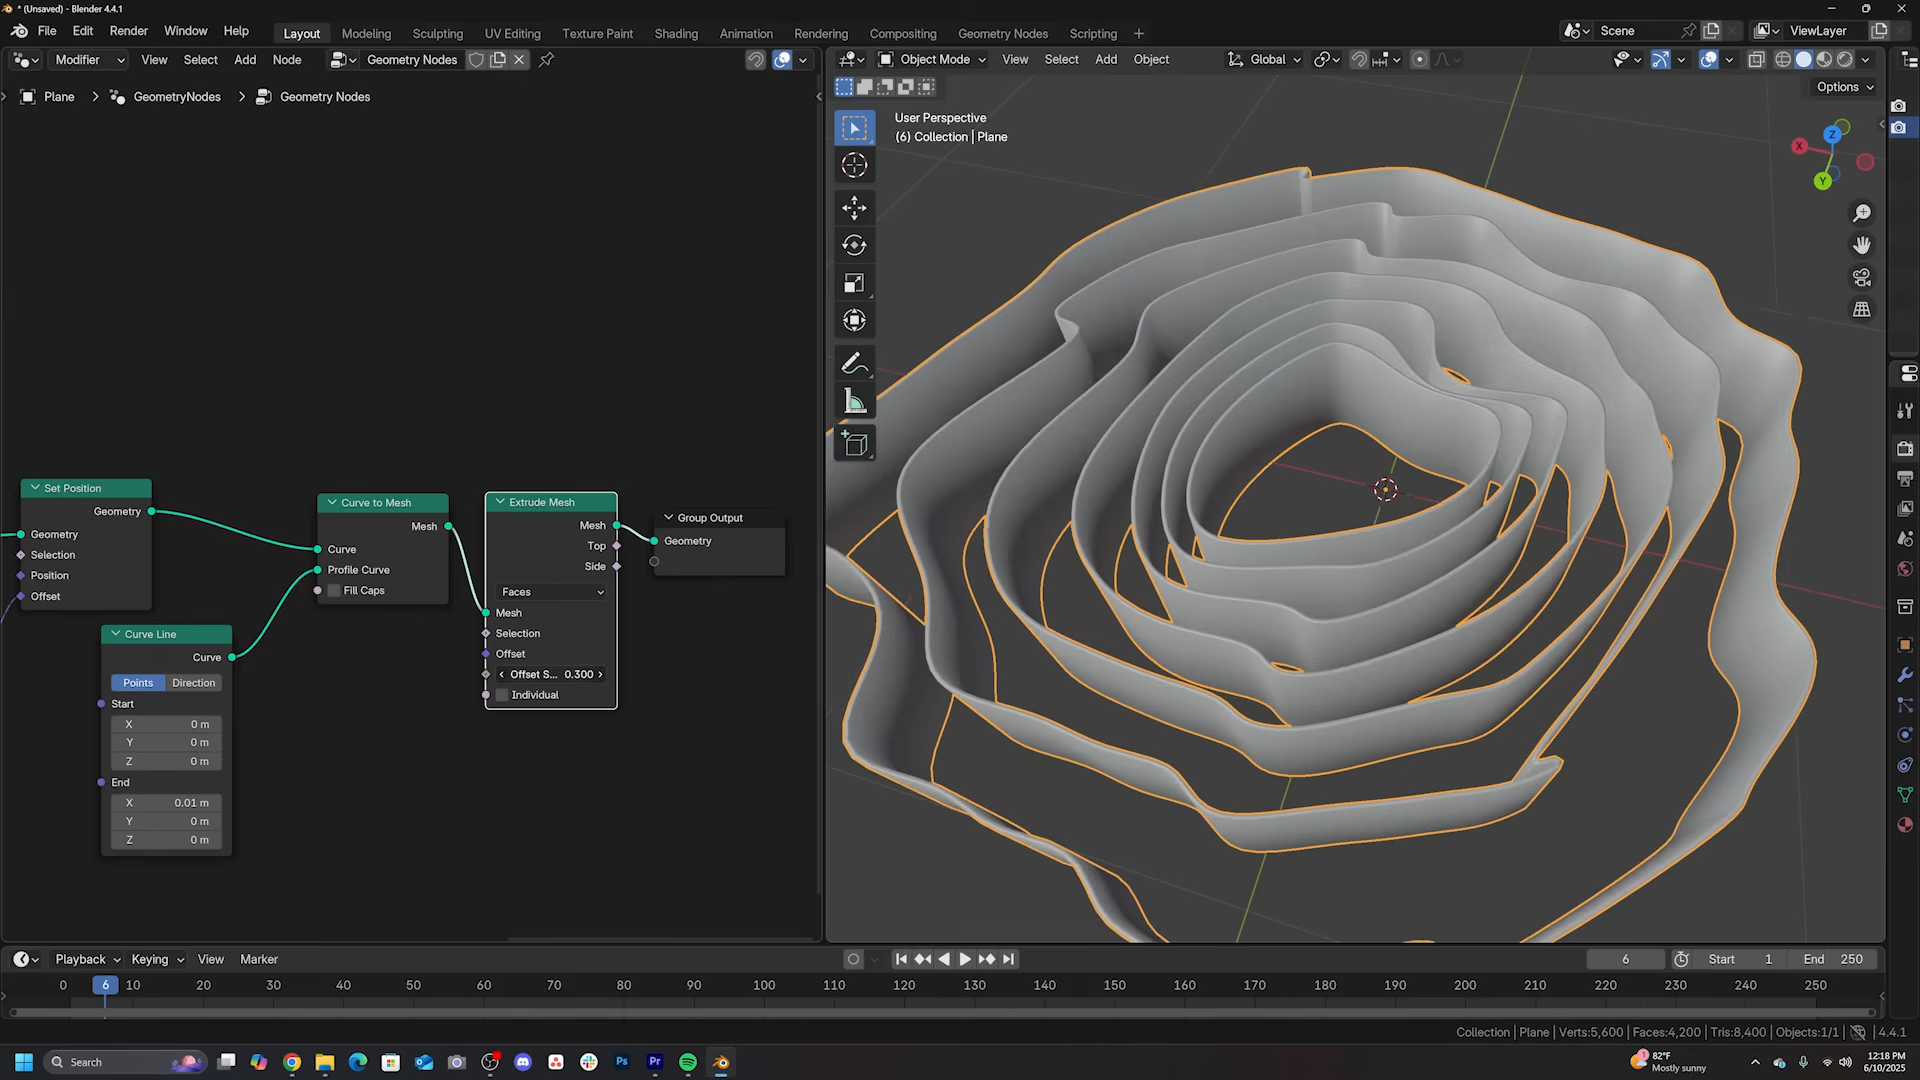 * (Unsaved) - Blender 4.4.1
File Edit Render Window Help
Layout Modeling Sculpting UV Editing Texture Paint Shading Animation Rendering Compositing Geometry Nodes Scripting +
Scene
ViewLayer
Modifier View Select Add Node Geometry Nodes
Object Mode View Select Add Object Global
Options
Plane > GeometryNodes > Geometry Nodes
User Perspective
(6) Collection | Plane
X
Y
Z
Set Position
Geometry
Geometry
Selection
Position
Offset
Curve Line
Curve
Points Direction
Start
X 0 m
Y 0 m
Z 0 m
End
X 0.01 m
Y 0 m
Z 0 m
Curve to Mesh
Mesh
Curve
Profile Curve
Fill Caps
Extrude Mesh
Mesh
Top
Side
Faces
Mesh
Selection
Offset
Offset S... 0.300
Individual
Group Output
Geometry
Playback Keying View Marker
6 Start 1 End 250
0 6 10 20 30 40 50 60 70 80 90 100 110 120 130 140 150 160 170 180 190 200 210 220 230 240 250
Collection | Plane | Verts:5,600 | Faces:4,200 | Tris:8,400 | Objects:1/1 | 4.4.1
Search
Ps
Pr
1
82°F
Mostly sunny
12:18 PM
6/10/2025